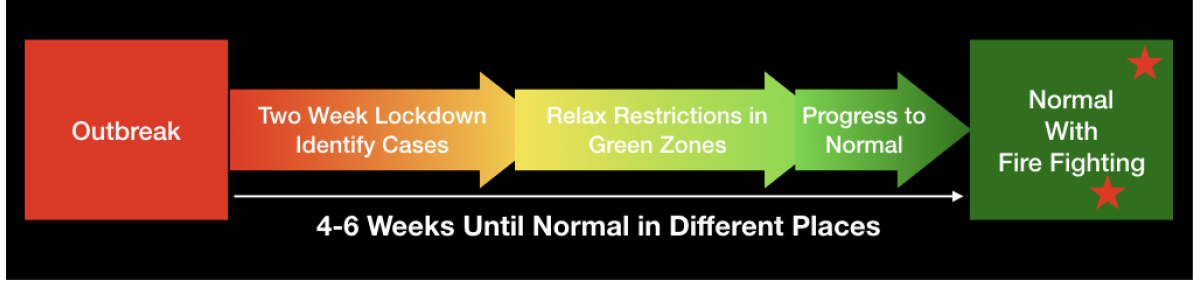 Outbreak
Two Week Lockdown
Identify Cases
Relax Restrictions in
Green Zones
Progress to
Normal
Normal
With
Fire Fighting
4-6 Weeks Until Normal in Different Places